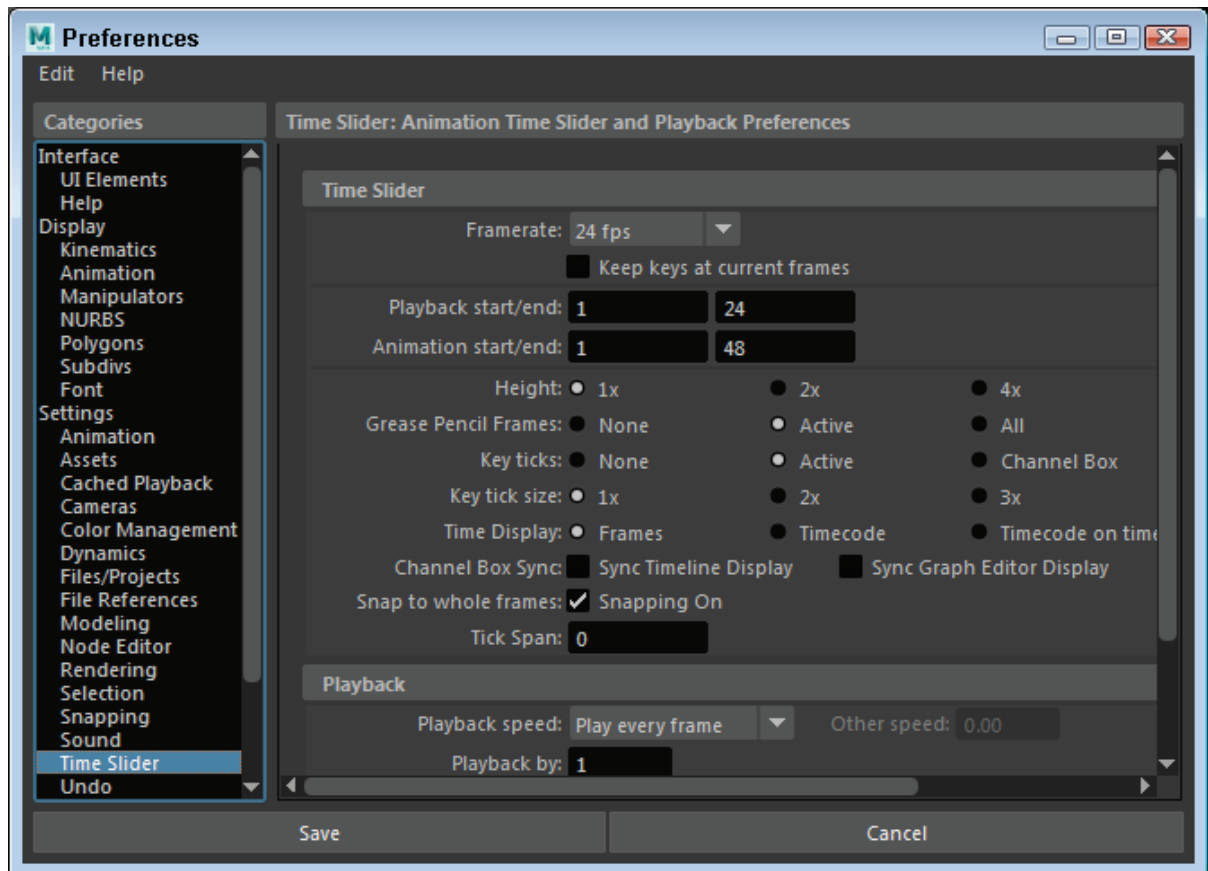 Preferences
Edit Help
Categories
Interface
UI Elements
Help
Display
Kinematics
Animation
Manipulators
NURBS
Polygons
Subdivs
Font
Settings
Animation
Assets
Cached Playback
Cameras
Color Management
Dynamics
Files/Projects
File References
Modeling
Node Editor
Rendering
Selection
Snapping
Sound
Time Slider
Undo
Time Slider: Animation Time Slider and Playback Preferences
Time Slider
Framerate: 24 fps
Keep keys at current frames
Playback start/end: 1 24
Animation start/end: 1 48
Height: 1x 2x 4x
Grease Pencil Frames: None Active All
Key ticks: None Active Channel Box
Key tick size: 1x 2x 3x
Time Display: Frames Timecode Timecode on time
Channel Box Sync: Sync Timeline Display Sync Graph Editor Display
Snap to whole frames: Snapping On
Tick Span: 0
Playback
Playback speed: Play every frame Other speed: 0.00
Playback by: 1
Save Cancel